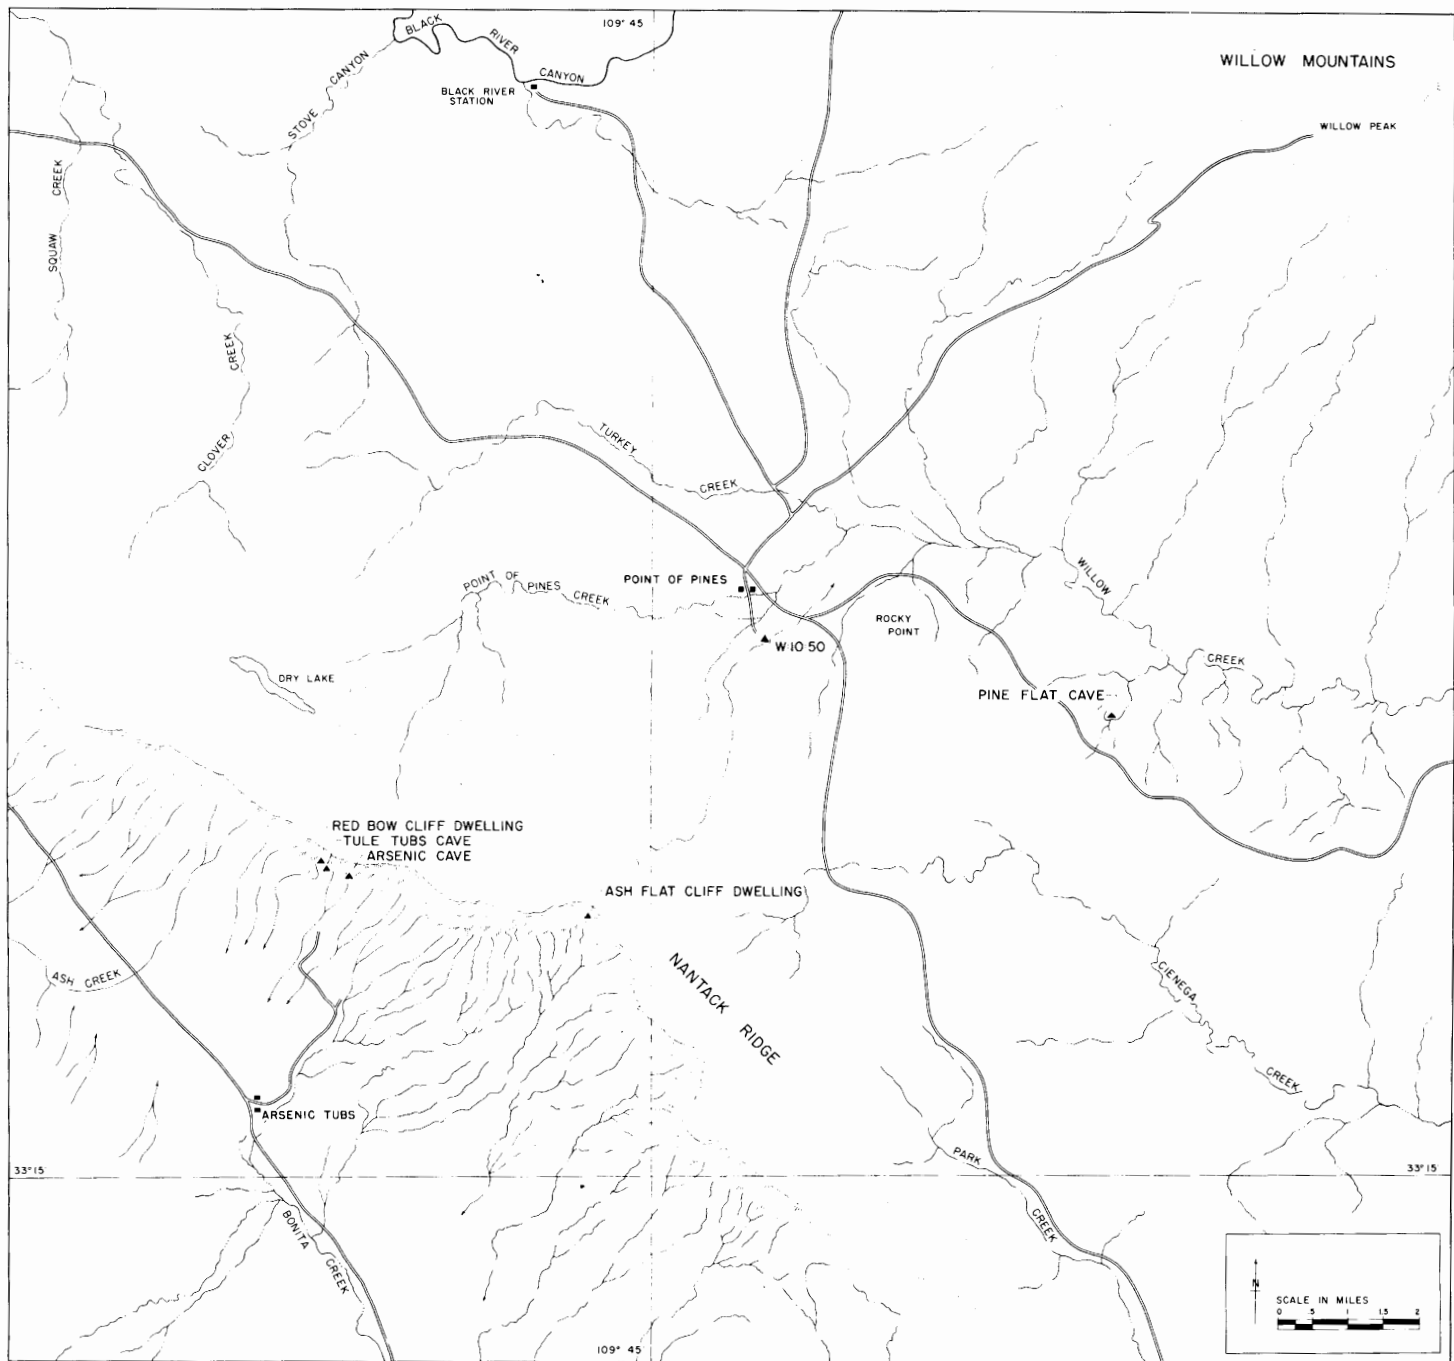 109° 45
BLACK RIVER
CANYON
WILLOW MOUNTAINS
STOVE CANYON
BLACK RIVER
STATION
WILLOW PEAK
SQUAW CREEK
CLOVER CREEK
TURKEY CREEK
POINT OF PINES CREEK
POINT OF PINES
WILLOW CREEK
ROCKY
POINT
W:10:50
DRY LAKE
PINE FLAT CAVE
RED BOW CLIFF DWELLING
TULE TUBS CAVE
ARSENIC CAVE
ASH FLAT CLIFF DWELLING
NANTACK RIDGE
ASH CREEK
CIENEGA CREEK
ARSENIC TUBS
PARK CREEK
33°15
33°15
BONITA CREEK
N
SCALE IN MILES
0 .5 1 1.5 2
109° 45